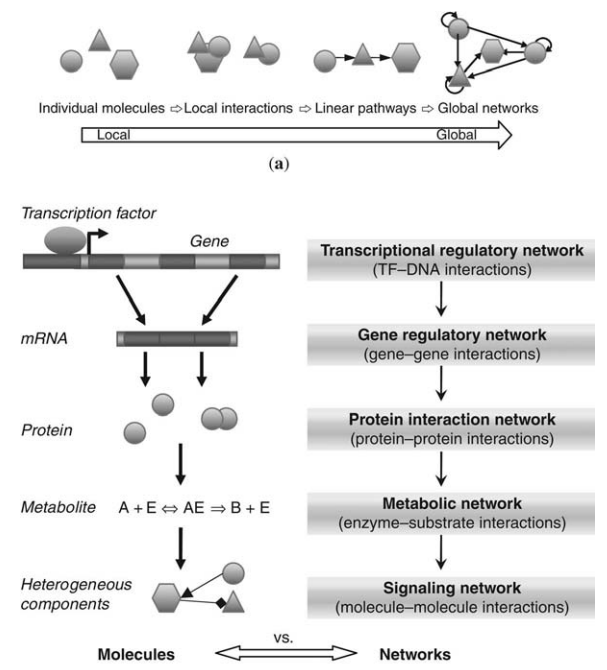 Individual molecules ⇨Local interactions ⇨ Linear pathways ⇨ Global networks
Local Global
(a)
Transcription factor
Gene
Transcriptional regulatory network
(TF–DNA interactions)
mRNA
Gene regulatory network
(gene–gene interactions)
Protein
Protein interaction network
(protein–protein interactions)
Metabolite A + E ⇔ AE ⇒ B + E
Metabolic network
(enzyme–substrate interactions)
Heterogeneous
components
Signaling network
(molecule–molecule interactions)
Molecules vs. Networks